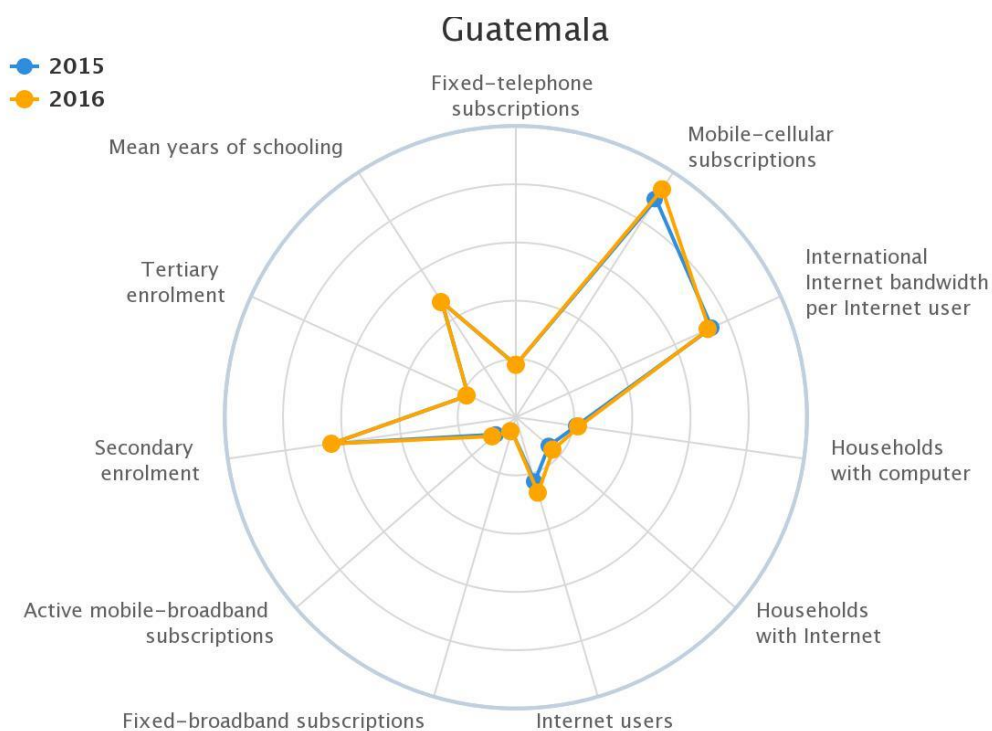 Guatemala
2015
2016
Fixed-telephone
subscriptions
Mobile-cellular
subscriptions
International
Internet bandwidth
per Internet user
Households
with computer
Households
with Internet
Internet users
Fixed-broadband subscriptions
Active mobile-broadband
subscriptions
Secondary
enrolment
Tertiary
enrolment
Mean years of schooling